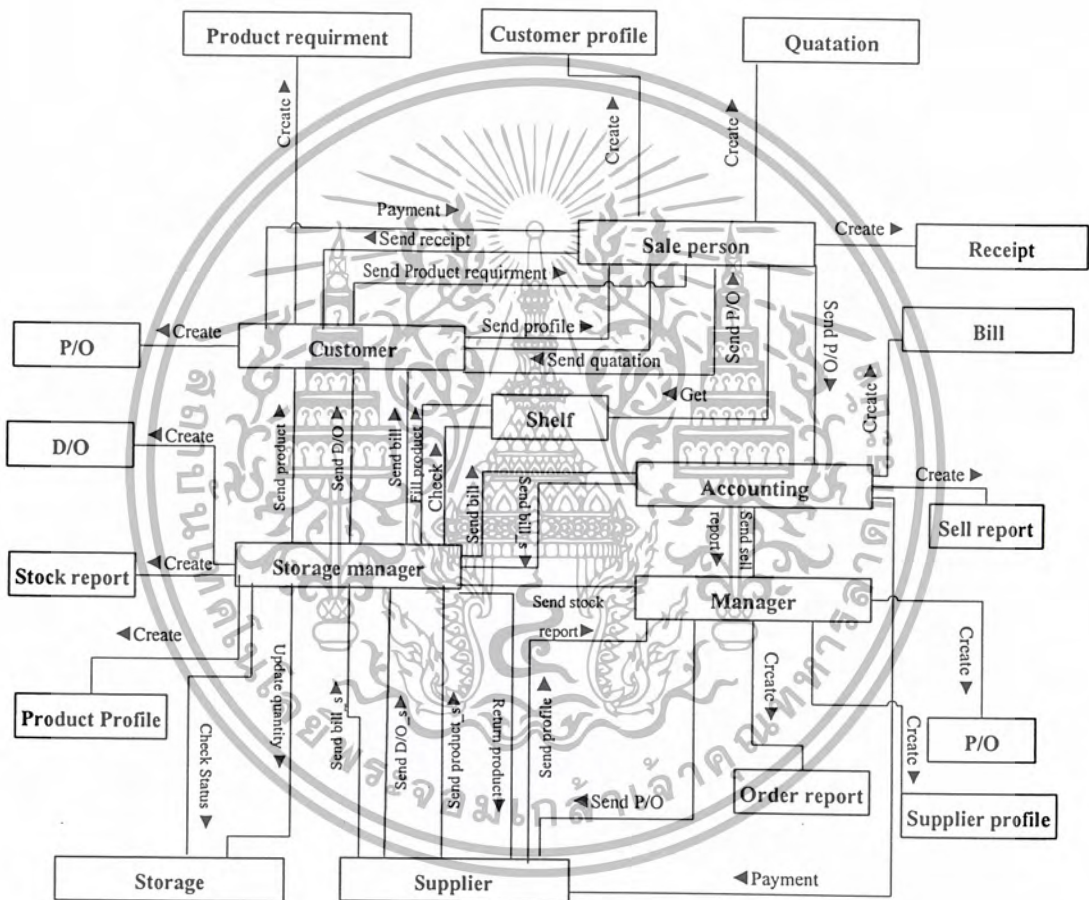 Product requirment
Customer profile
Quatation
Create ▶
Create ▶
Create ▶
Payment ▶
◀Send receipt
Sale person
Create ▶
Receipt
Send Product requirment ▶
Send P/O ▶
Send P/O ▶
Bill
P/O
◀ Create
Customer
Send profile ▶
◀ Send quatation
Create ▶
◀ Get
Shelf
D/O
◀ Create
Send product ▶
Send D/O ▶
Send bill ▶
Fill product ▶
Check ▶
Send bill ▶
Send bill_s ▶
Accounting
Create ▶
Sell report
Send sell
report ▶
Stock report
◀ Create
Storage manager
Manager
Send stock
report ▶
◀ Create
Product Profile
Check Status ▶
Update quantity ▶
Send bill_s ▶
Send D/O_s ▶
Send proponet_s ▶
Return product ▶
Send profile ▶
Create ▶
Create ▶
Create ▶
P/O
◀ Send P/O
Order report
Supplier profile
Storage
Supplier
◀ Payment